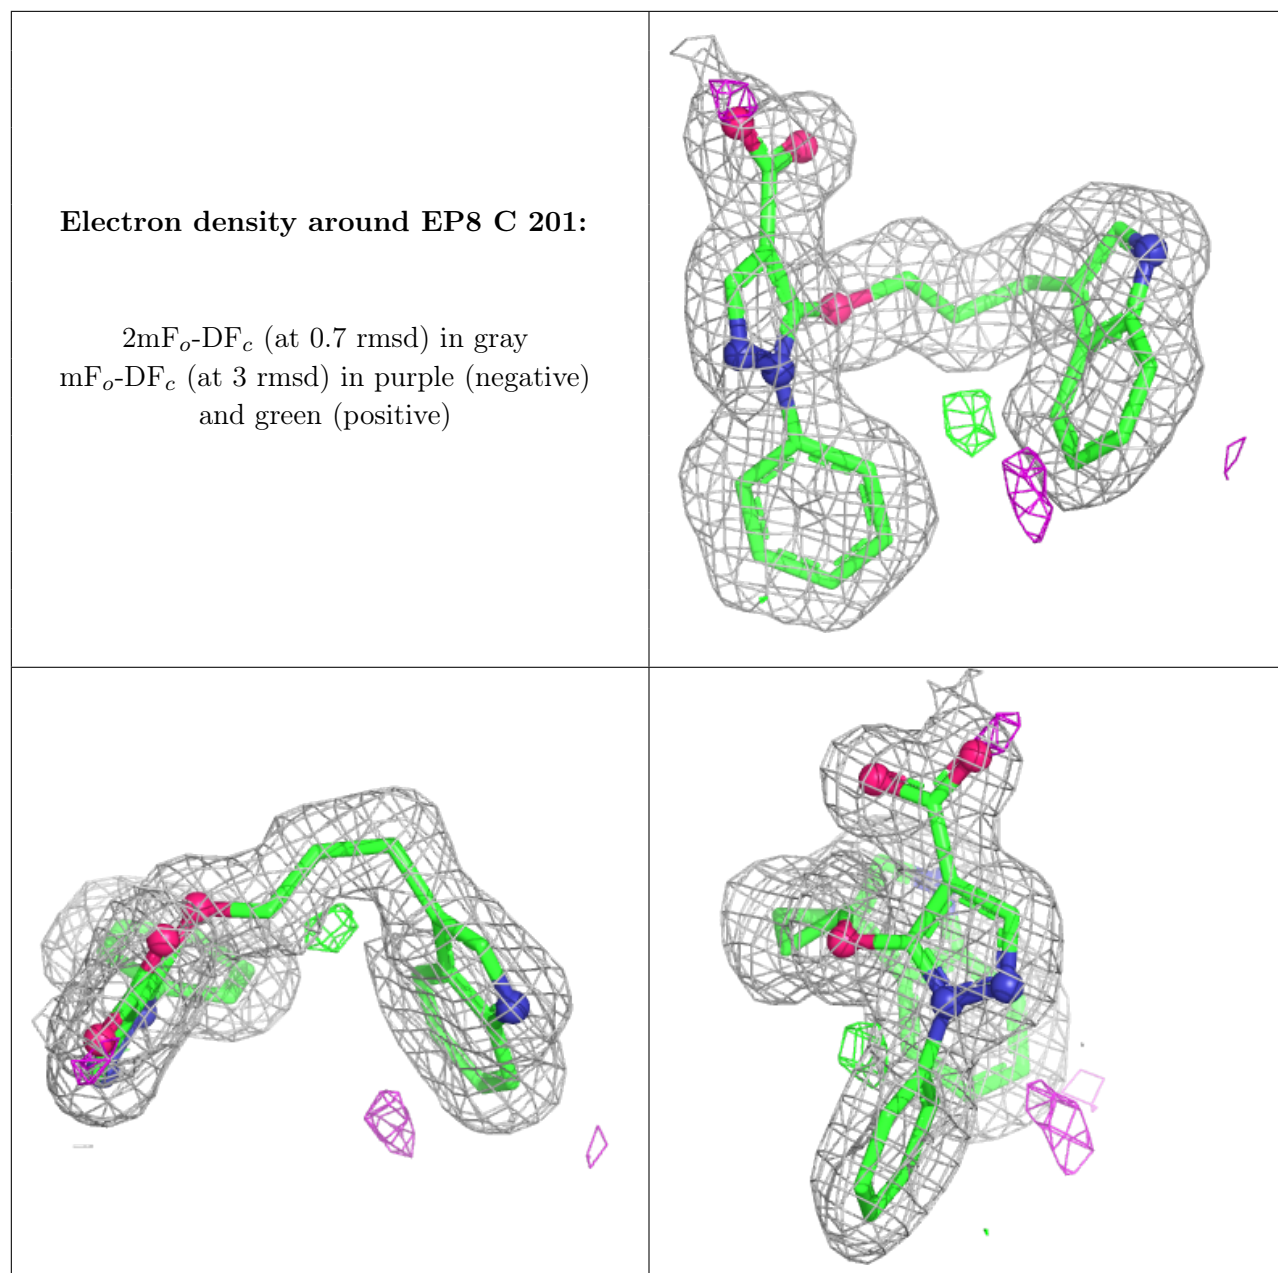 Electron density around EP8 C 201:
2mFo-DFc (at 0.7 rmsd) in gray
mFo-DFc (at 3 rmsd) in purple (negative)
and green (positive)